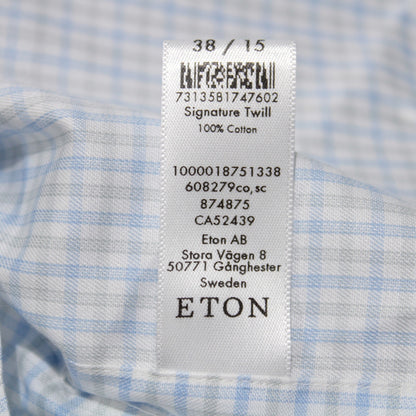 38 / 15
7313581747602
Signature Twill
100% Cotton
1000018751338
608279co,sc
874875
CA52439
Eton AB
Stora Vägen 8
50771 Gånghester
Sweden
ETON